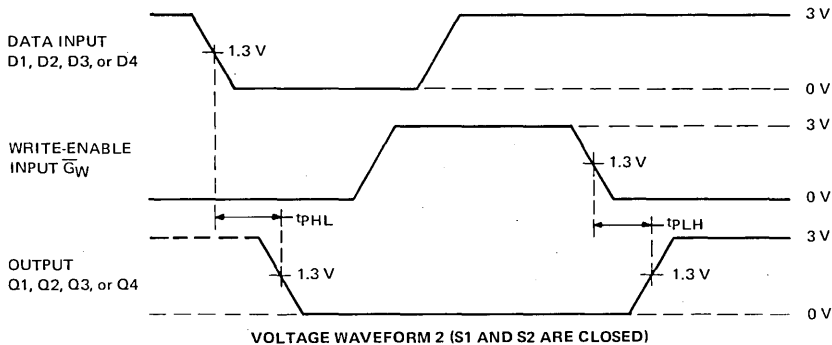 3 V
DATA INPUT
D1, D2, D3, or D4
1.3 V
0 V
3 V
WRITE-ENABLE
INPUT G̅W
1.3 V
0 V
tPHL
tPLH
3 V
OUTPUT
Q1, Q2, Q3, or Q4
1.3 V
1.3 V
0 V
VOLTAGE WAVEFORM 2 (S1 AND S2 ARE CLOSED)